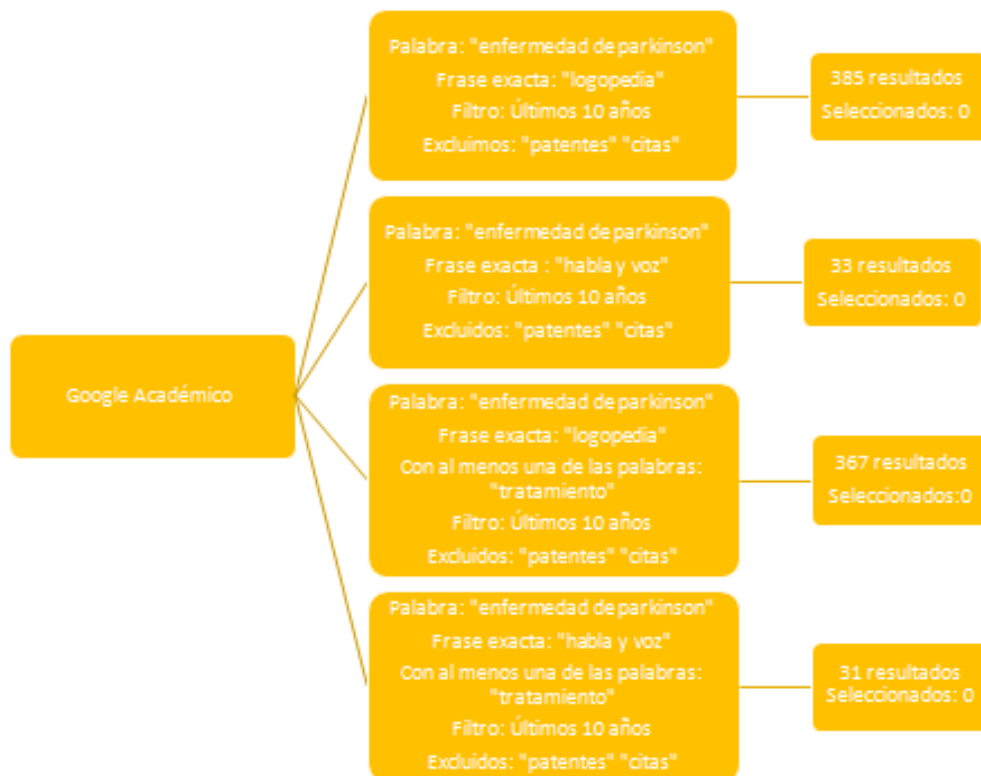 Google Académico
Palabra: "enfermedad de parkinson"
Frase exacta: "logopedia"
Filtro: Últimos 10 años
Excluimos: "patentes" "citas"
385 resultados
Seleccionados: 0
Palabra: "enfermedad de parkinson"
Frase exacta : "habla y voz"
Filtro: Últimos 10 años
Excluidos: "patentes" "citas"
33 resultados
Seleccionados: 0
Palabra: "enfermedad de parkinson"
Frase exacta: "logopedia"
Con al menos una de las palabras:
"tratamiento"
Filtro: Últimos 10 años
Excluidos: "patentes" "citas"
367 resultados
Seleccionados:0
Palabra: "enfermedad de parkinson"
Frase exacta: "habla y voz"
Con al menos una de las palabras:
"tratamiento"
Filtro: Últimos 10 años
Excluidos: "patentes" "citas"
31 resultados
Seleccionados: 0